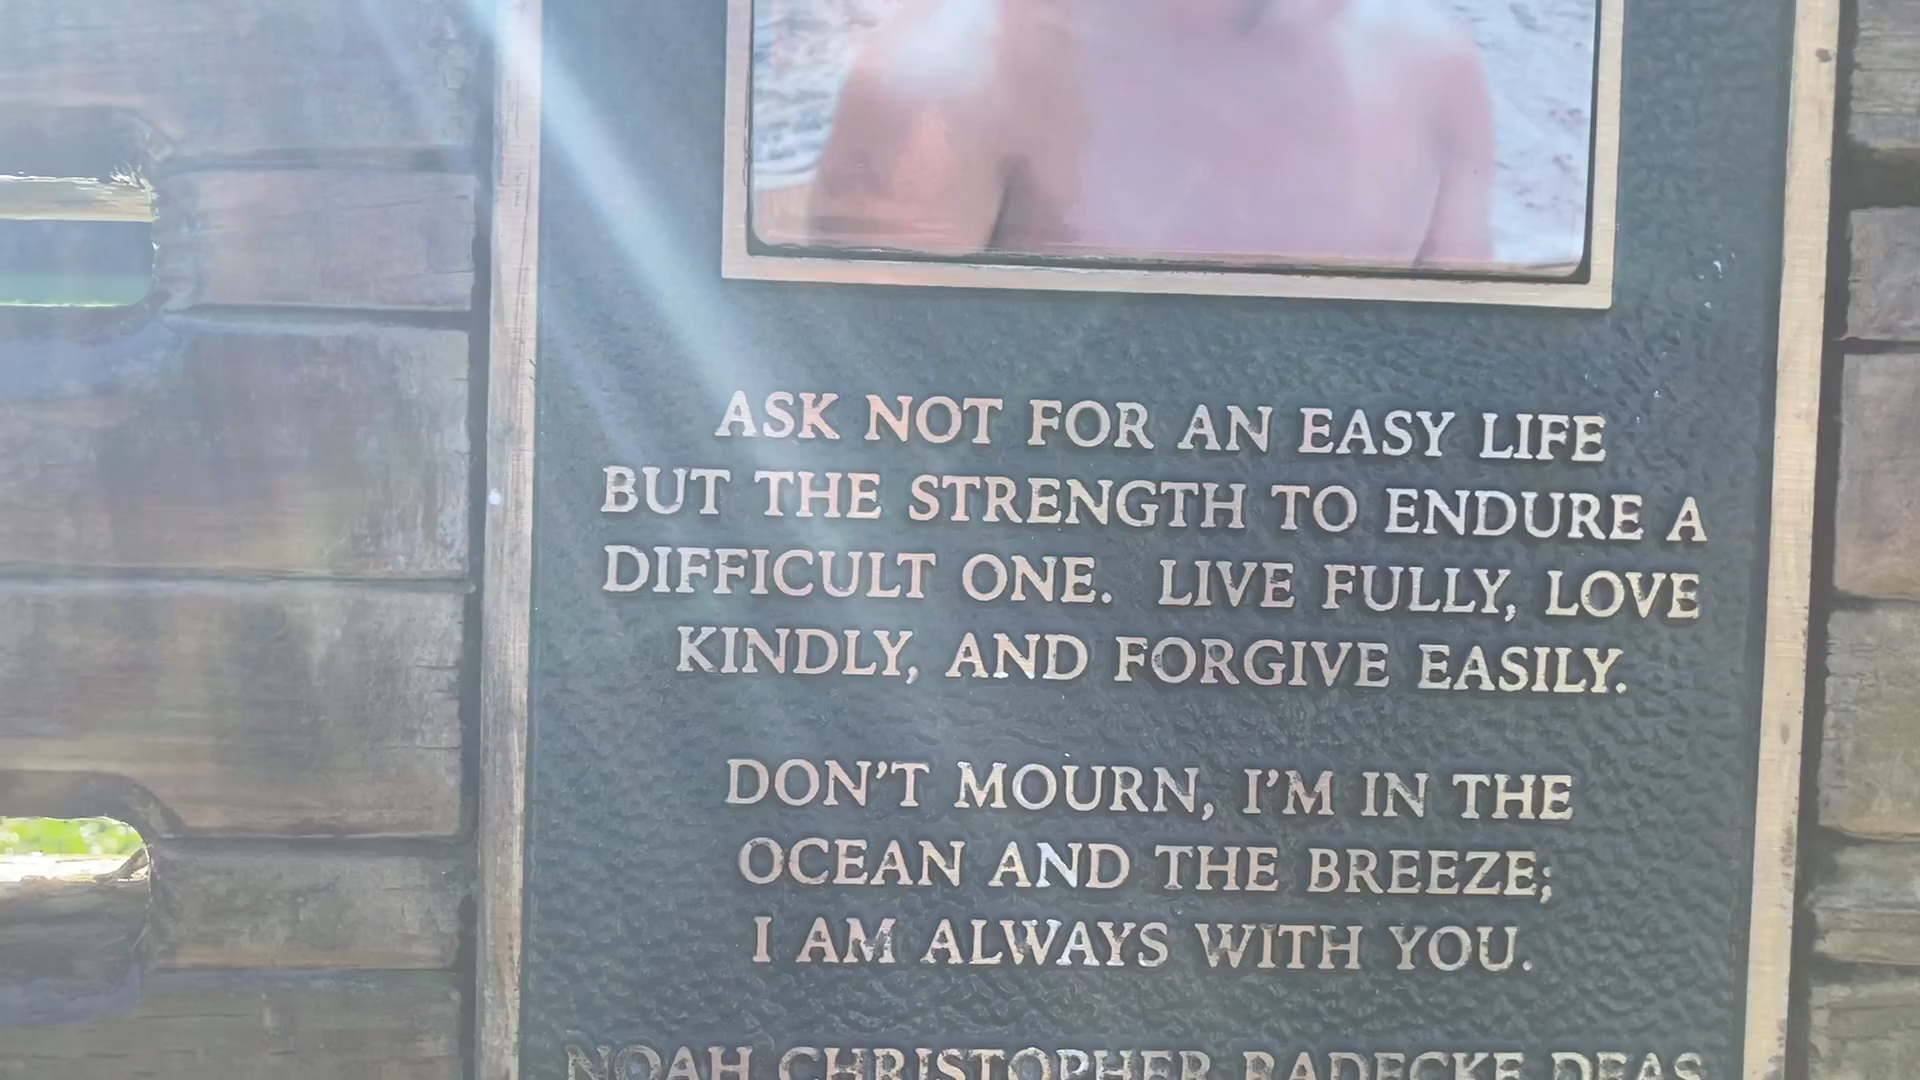 ASK NOT FOR AN EASY LIFE
BUT THE STRENGTH TO ENDURE A
DIFFICULT ONE. LIVE FULLY, LOVE
KINDLY, AND FORGIVE EASILY.
DON'T MOURN, I'M IN THE
OCEAN AND THE BREEZE;
I AM ALWAYS WITH YOU.
NOAH CHRISTOPHER RADECKE DEAS